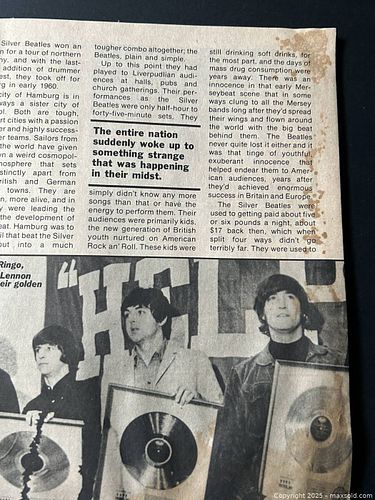 Silver Beatles won an
n for a tour of northern
ny, and with the last-
addition of drummer
est, they took off for
rg in early 1960.
city of Hamburg is in
ways a sister city of
ol. Both are tough,
rt cities with a passion
er and highly success-
er teams. Sailors from
the world have given
n a weird cosmopol-
mosphere that sets
stinctly apart from
ritish and German
towns. They are
n, more alive, and in
y were leading the
the development of
eat. Hamburg was to
il that beat the Silver
out into a much
tougher combo altogether; the
Beatles, plain and simple.
Up to this point they had
played to Liverpudlian audi-
ences at halls, pubs and
church gatherings. Their per-
formances as the Silver
Beatles were only half-hour to
forty-five-minute sets. They
The entire nation
suddenly woke up to
something strange
that was happening
in their midst.
simply didn't know any more
songs than that or have the
energy to perform them. Their
audiences were primarily kids,
the new generation of British
youth nurtured on American
Rock an' Roll. These kids were
still drinking soft drinks, for
the most part, and the days of
mass drug consumption were
years away. There was an
innocence in that early Mer-
seybeat scene that in some
ways clung to all the Mersey
bands long after they'd spread
their wings and flown around
the world with the big beat
behind them. The Beatles
never quite lost it either and it
was that tinge of youthful,
exuberant innocence that
helped endear them to Amer-
ican audiences, years after
they'd achieved enormous
success in Britain and Europe.
The Silver Beatles were
used to getting paid about five
or six pounds a night, about
$17 back then, which when
split four ways didn't go
terribly far. They were used to
Ringo,
Lennon
eir golden
"HELP
Copyright 2025 - maxsold.com